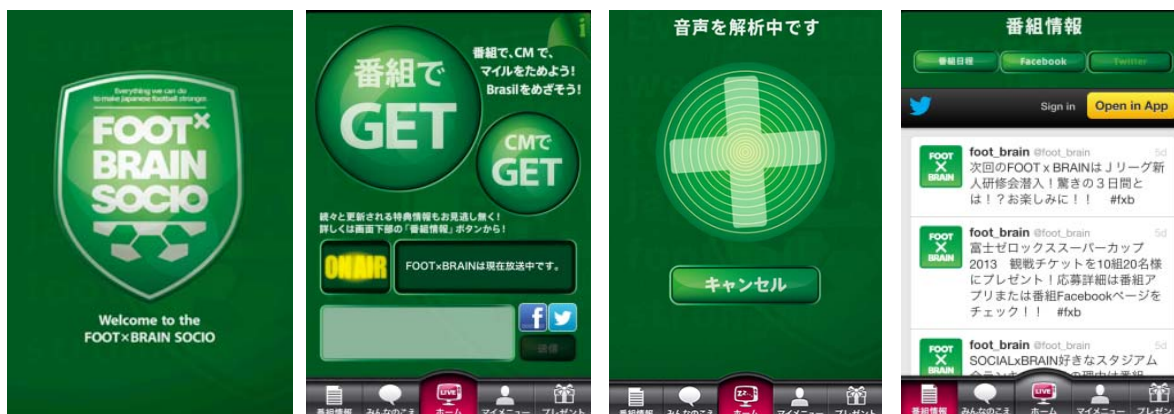 Everything we can do
to make Japanese football stronger.
FOOT×
BRAIN
SOCIO
Welcome to the
FOOT×BRAIN SOCIO
i
番組で
GET
番組で、CMで、
マイルをためよう!
Brasilをめざそう!
CMで
GET
続々と更新される特典情報もお見逃し無く!
詳しくは画面下部の「番組情報」ボタンから!
ON AIR
FOOT×BRAINは現在放送中です。
f
送信
番組情報 みんなのこえ LIVE ホーム マイメニュー プレゼント
音声を解析中です
キャンセル
番組情報 みんなのこえ ホーム マイメニュー プレゼント
番組情報
番組日程 Facebook Twitter
Sign in Open in App
FOOT
×
BRAIN
foot_brain @foot_brain 5d
次回のFOOT x BRAINはJリーグ新
人研修会潜入！驚きの３日間と
は！？お楽しみに！！ #fxb
FOOT
×
BRAIN
foot_brain @foot_brain 5d
富士ゼロックススーパーカップ
2013 観戦チケットを10組20名様
にプレゼント！応募詳細は番組ア
プリまたは番組Facebookページを
チェック！！ #fxb
FOOT
×
BRAIN
foot_brain @foot_brain 5d
SOCIALxBRAIN好きなスタジアム
番組情報 みんなのこえ LIVE ホーム マイメニュー プレ